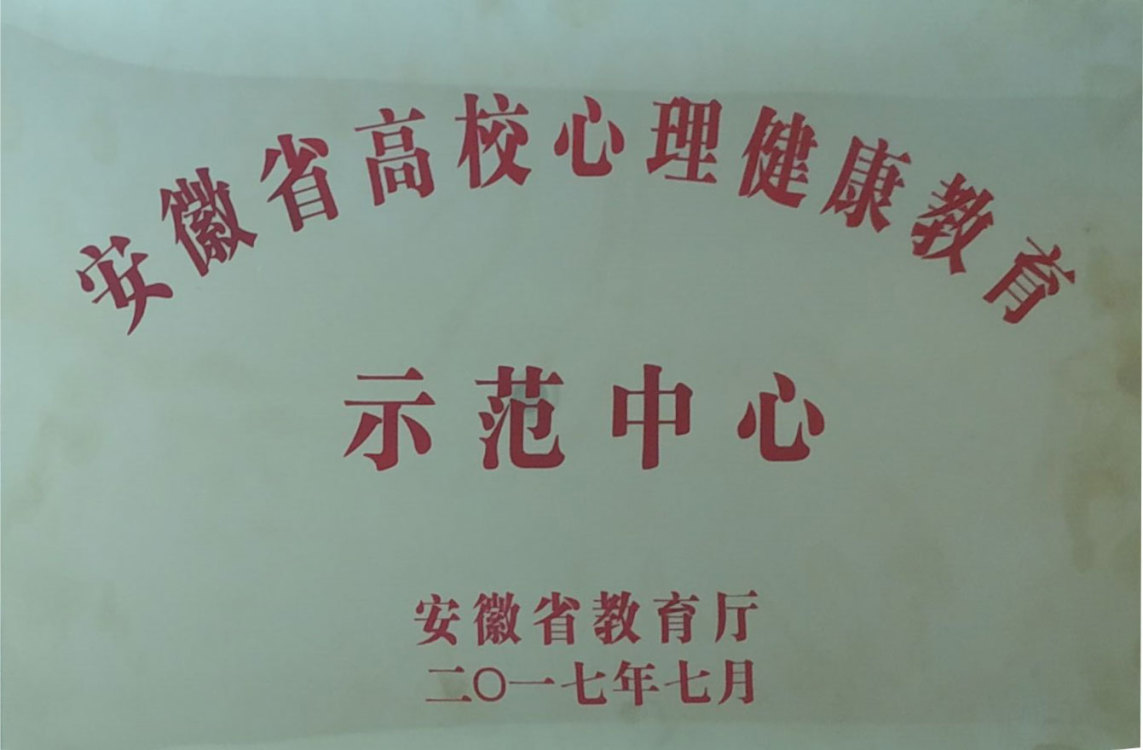 安徽省高校心理健康教育
示范中心
安徽省教育厅
二〇一七年七月